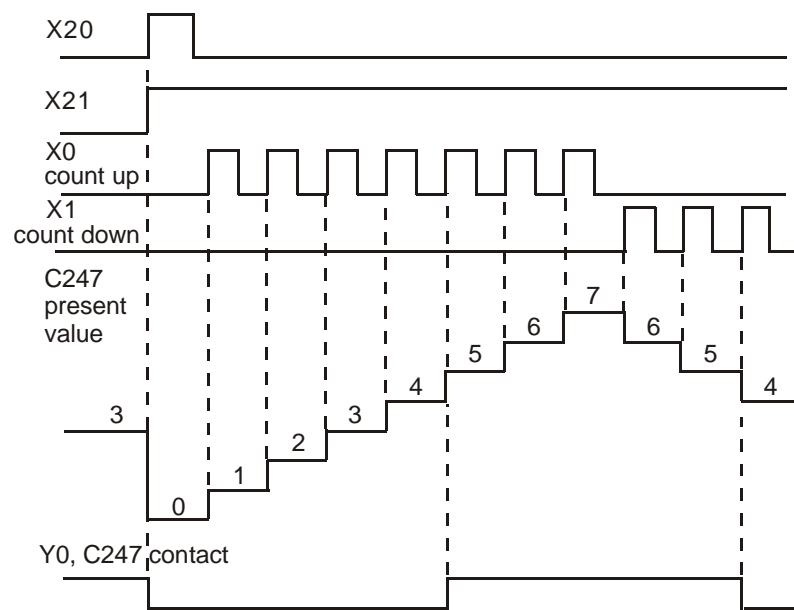 X20
X21
X0
count up
X1
count down
C247
present
value
7
6
6
5
5
4
4
3
3
2
1
0
Y0, C247 contact